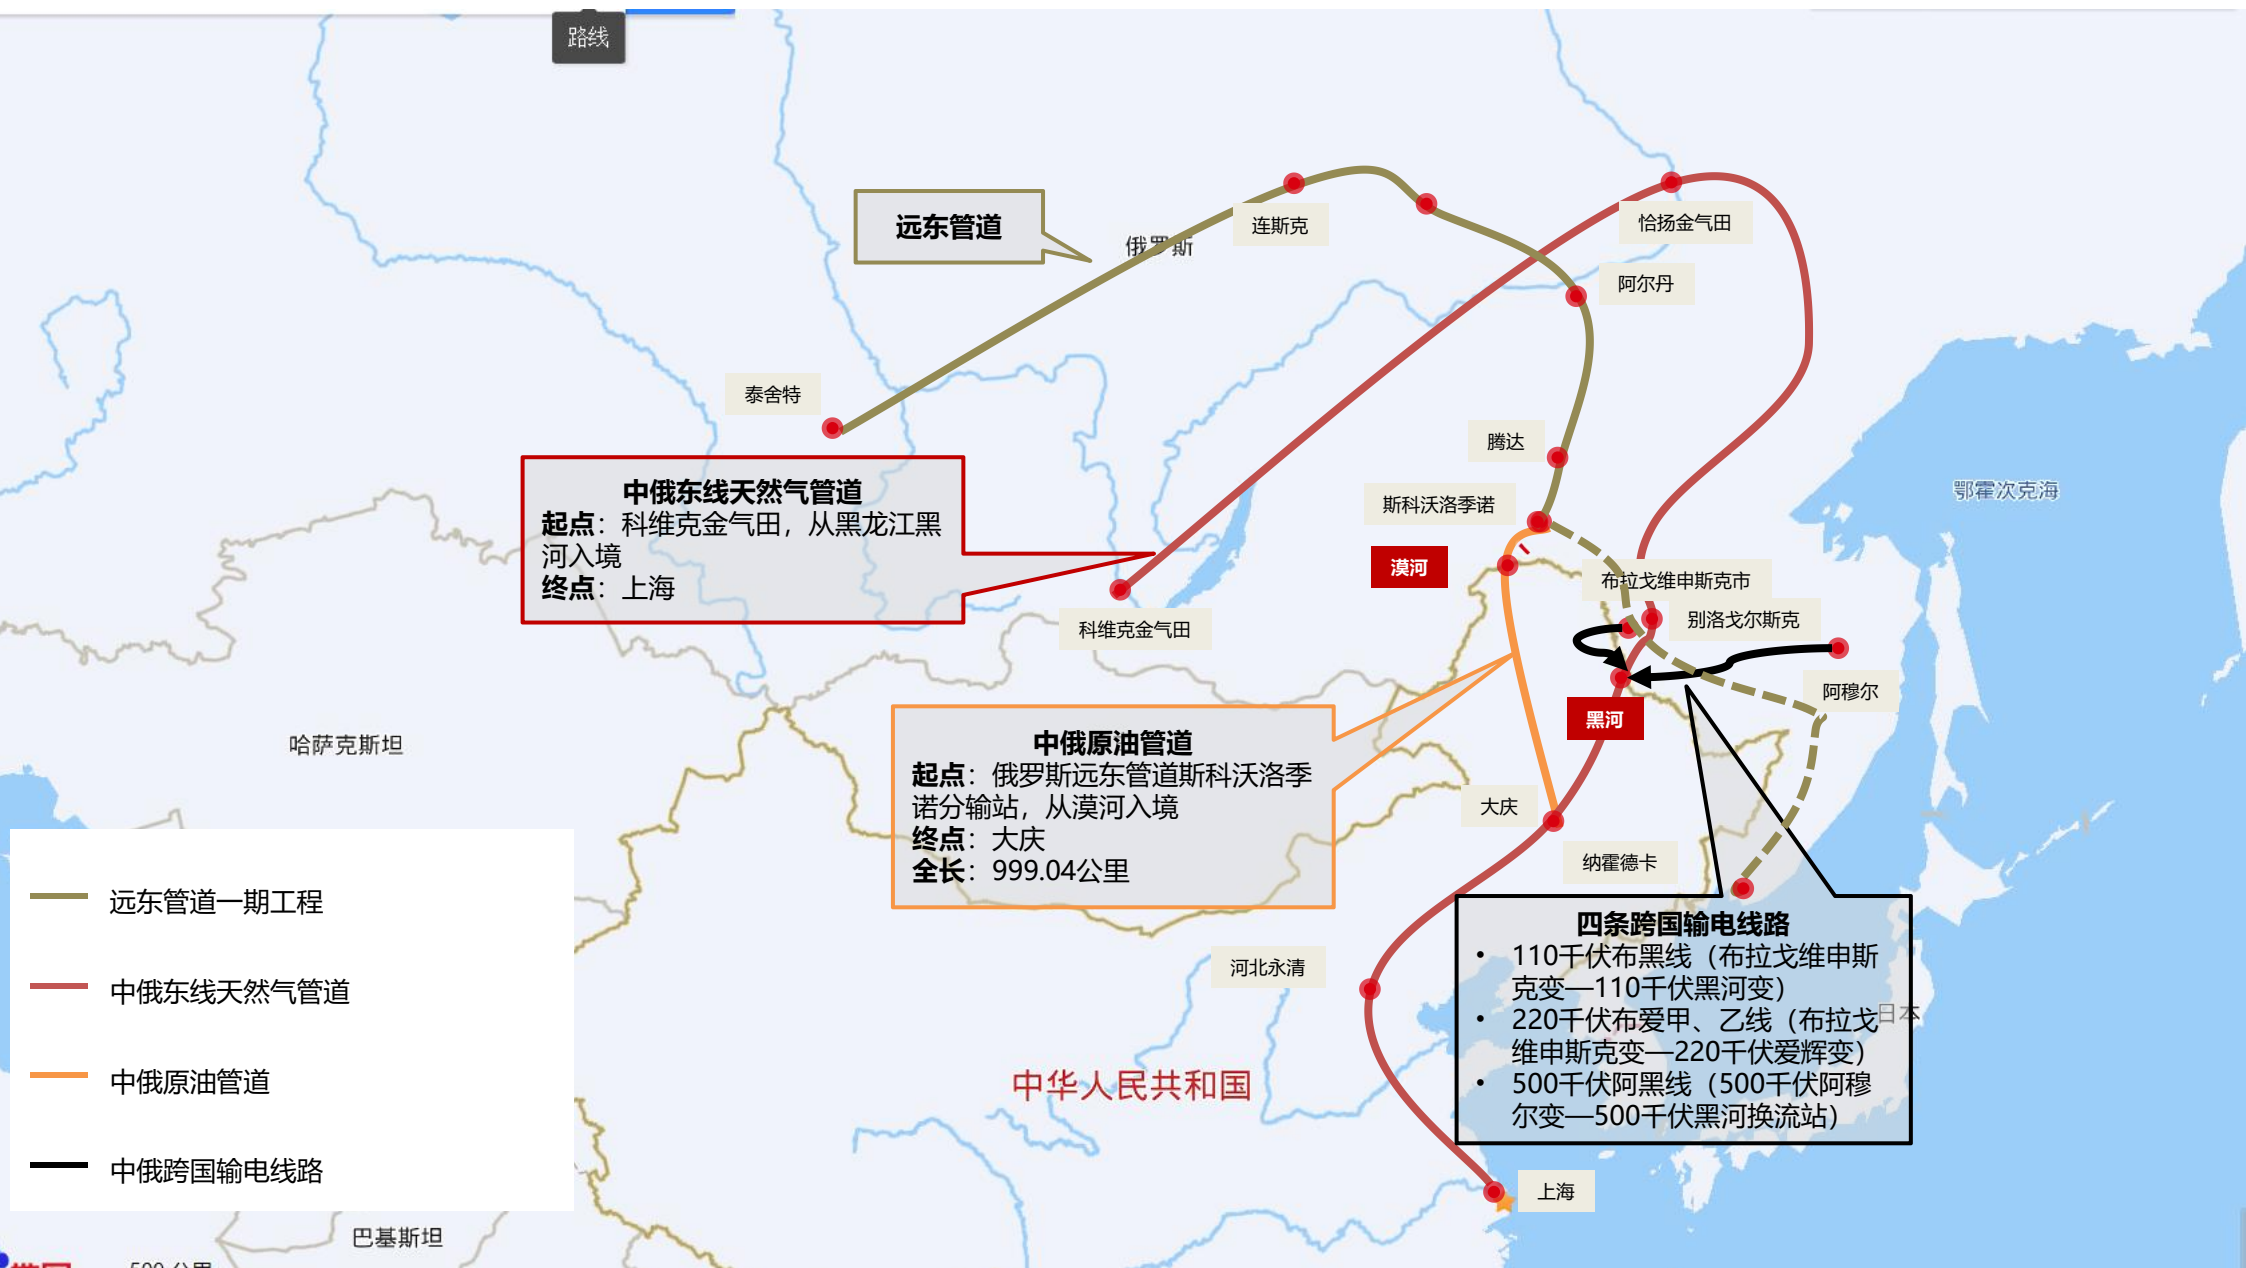 路线
远东管道
连斯克
俄罗斯
恰扬金气田
阿尔丹
泰舍特
腾达
斯科沃洛季诺
鄂霍次克海
中俄东线天然气管道
起点：科维克金气田，从黑龙江黑
河入境
终点：上海
漠河
布拉戈维申斯克市
别洛戈尔斯克
科维克金气田
阿穆尔
黑河
哈萨克斯坦
中俄原油管道
起点：俄罗斯远东管道斯科沃洛季
诺分输站，从漠河入境
终点：大庆
全长：999.04公里
大庆
纳霍德卡
远东管道一期工程
中俄东线天然气管道
中俄原油管道
中俄跨国输电线路
河北永清
四条跨国输电线路
• 110千伏布黑线（布拉戈维申斯
克变—110千伏黑河变）
• 220千伏布爱甲、乙线（布拉戈
维申斯克变—220千伏爱辉变）
• 500千伏阿黑线（500千伏阿穆
尔变—500千伏黑河换流站）
日本
中华人民共和国
上海
巴基斯坦
500 公里